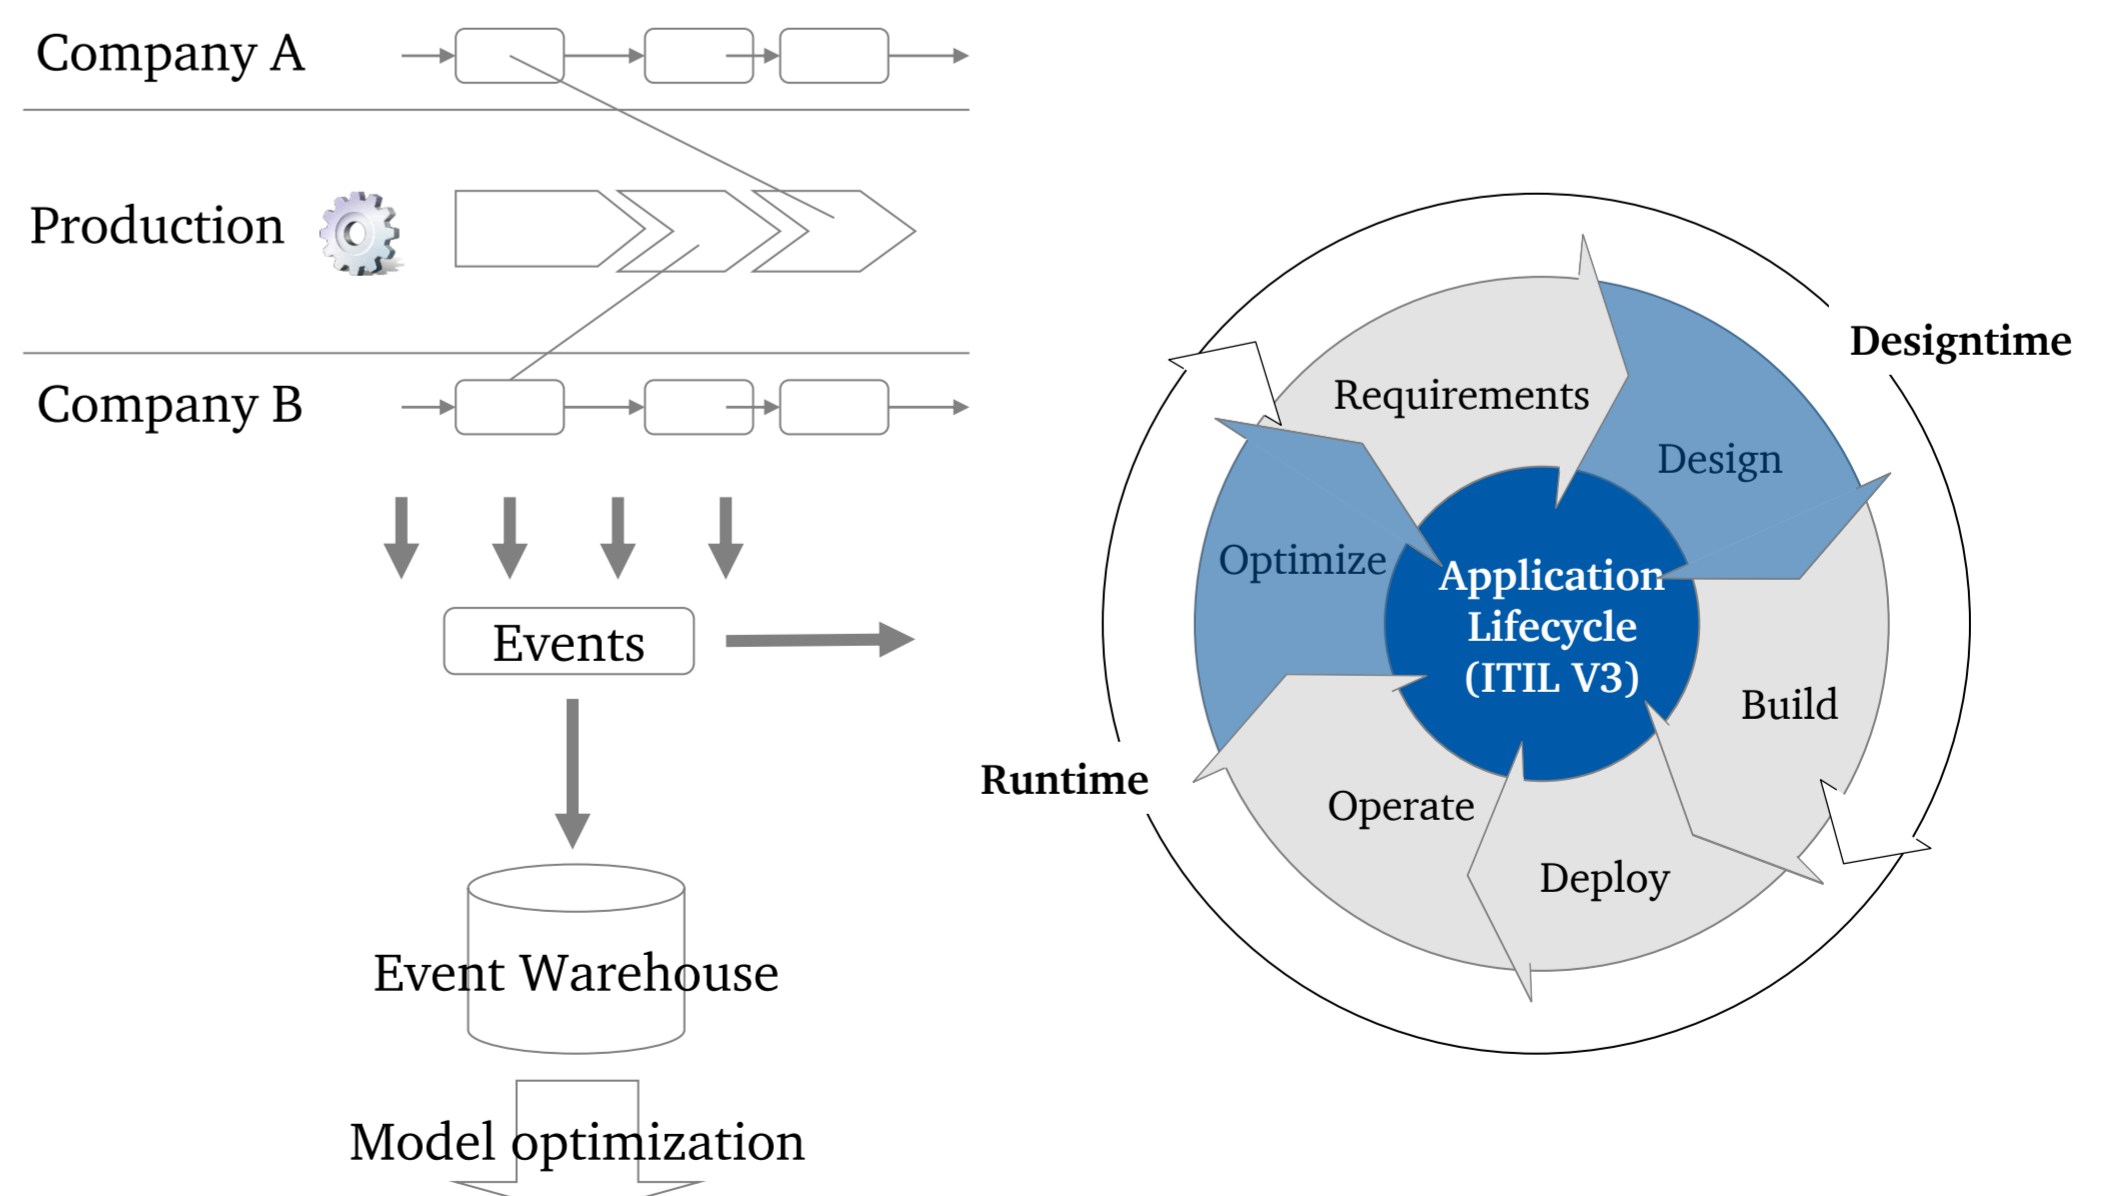 Company A
Production
Company B
Events
Event Warehouse
Model optimization
Designtime
Requirements
Design
Optimize
Application
Lifecycle
(ITIL V3)
Build
Runtime
Operate
Deploy